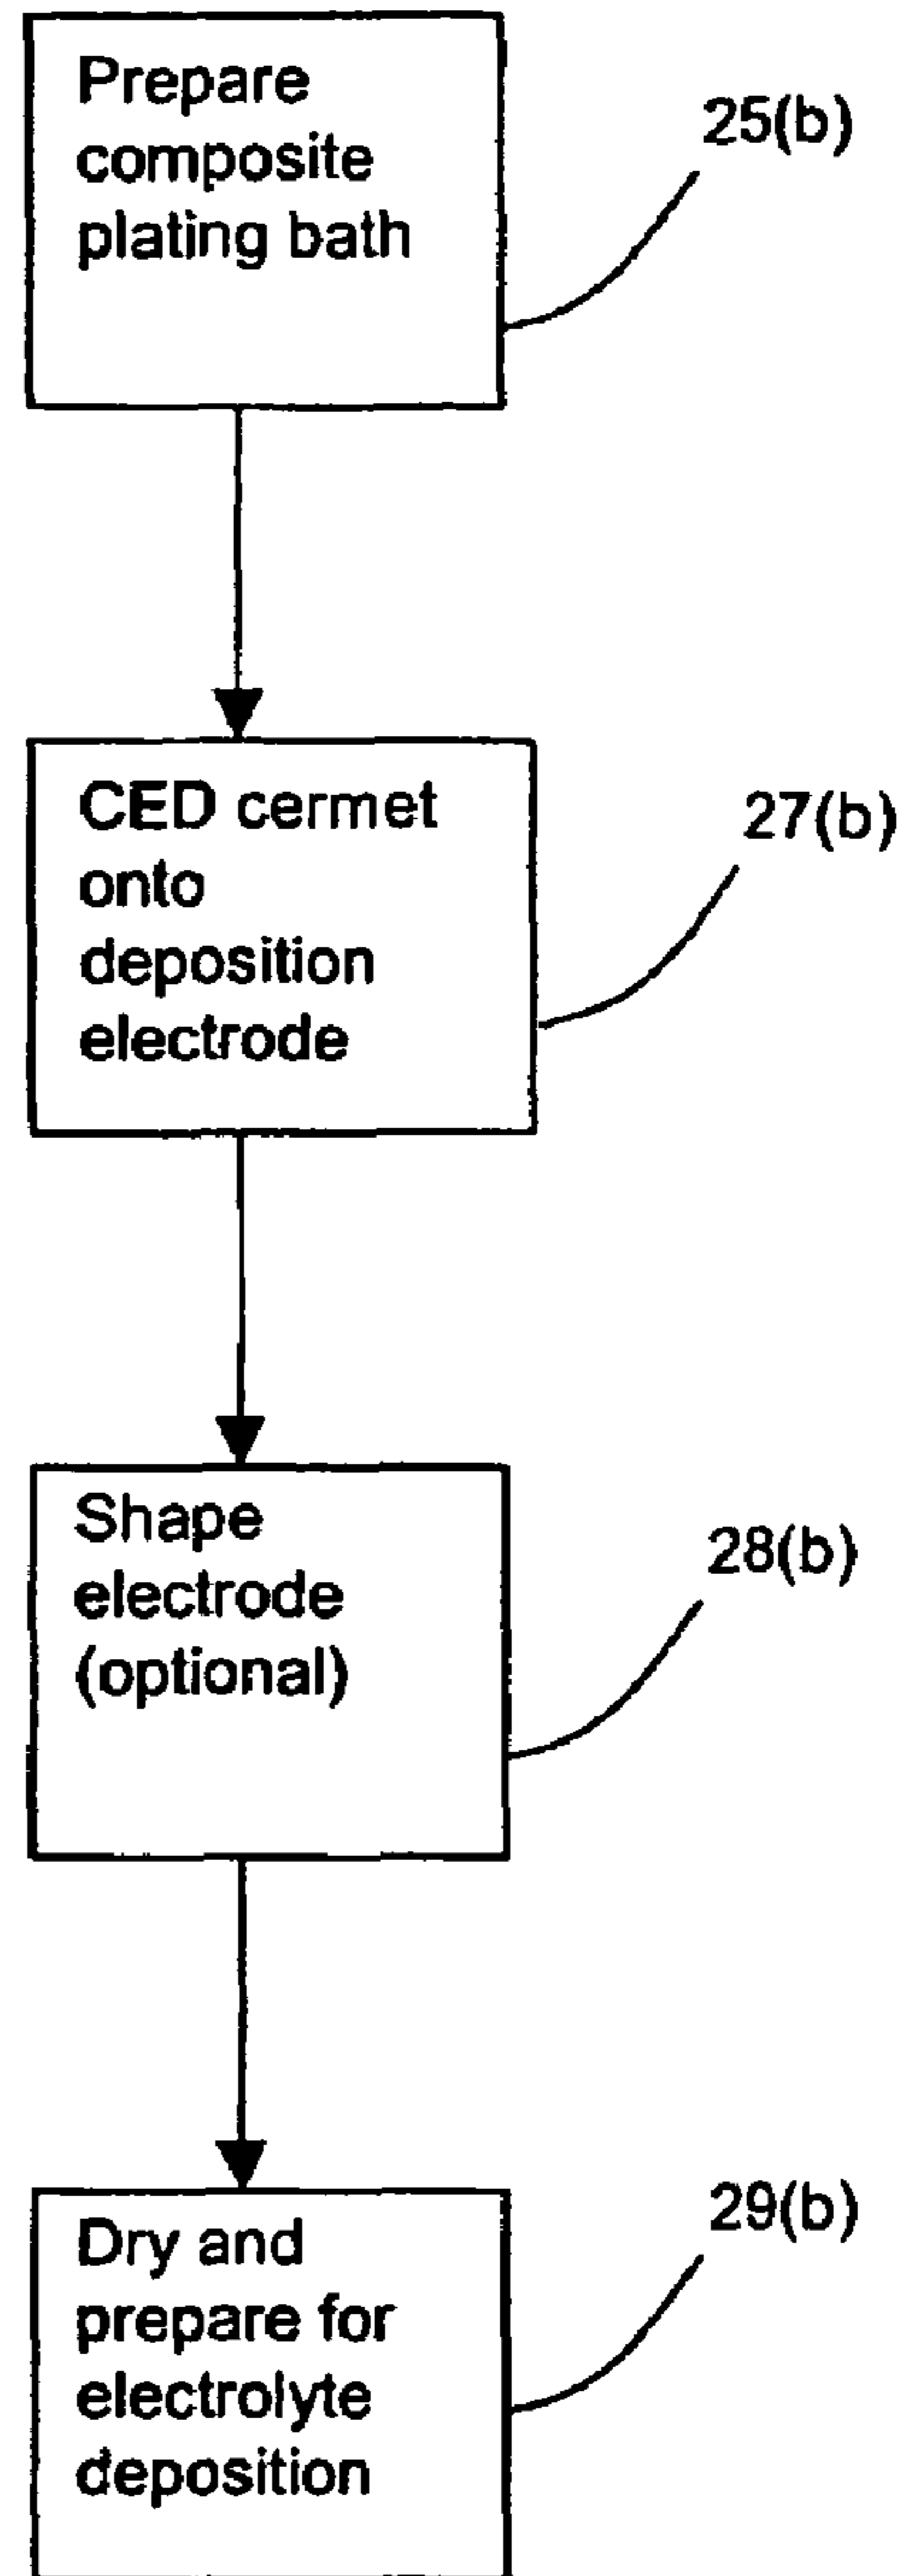 Prepare
composite
plating bath
25(b)
CED cermet
onto
deposition
electrode
27(b)
Shape
electrode
(optional)
28(b)
Dry and
prepare for
electrolyte
deposition
29(b)